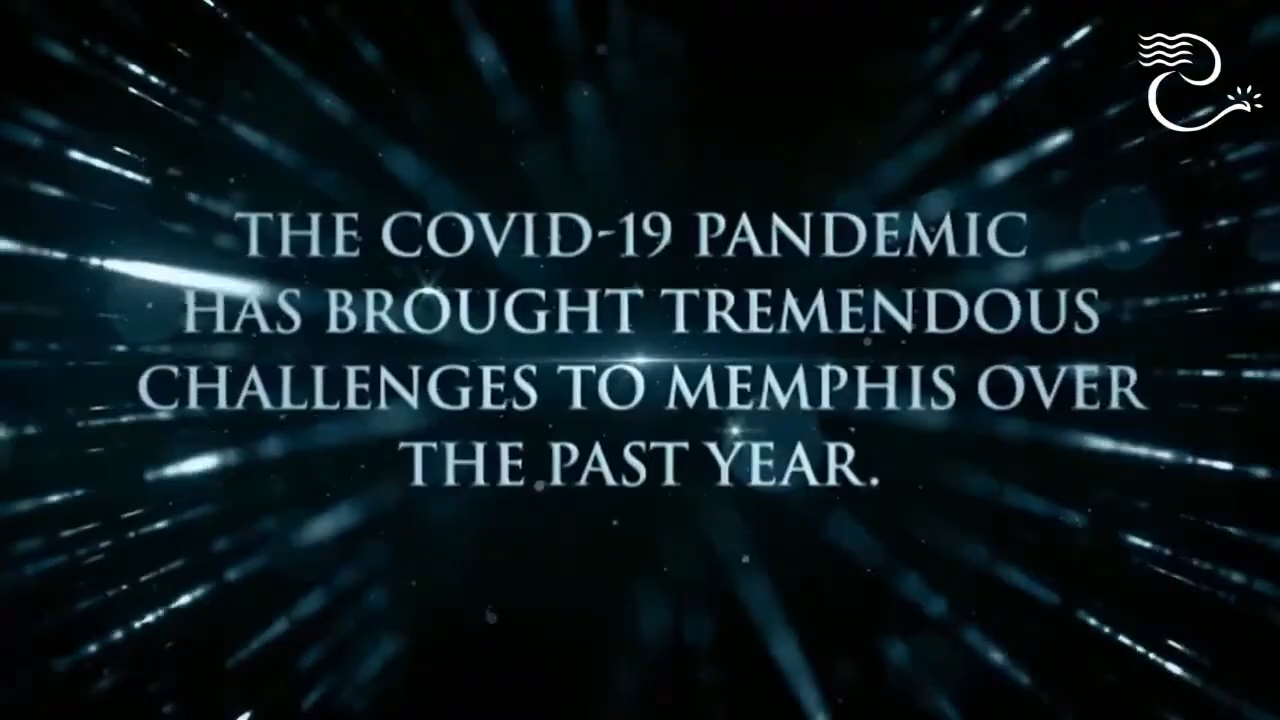 THE COVID-19 PANDEMIC
HAS BROUGHT TREMENDOUS
CHALLENGES TO MEMPHIS OVER
THE PAST YEAR.